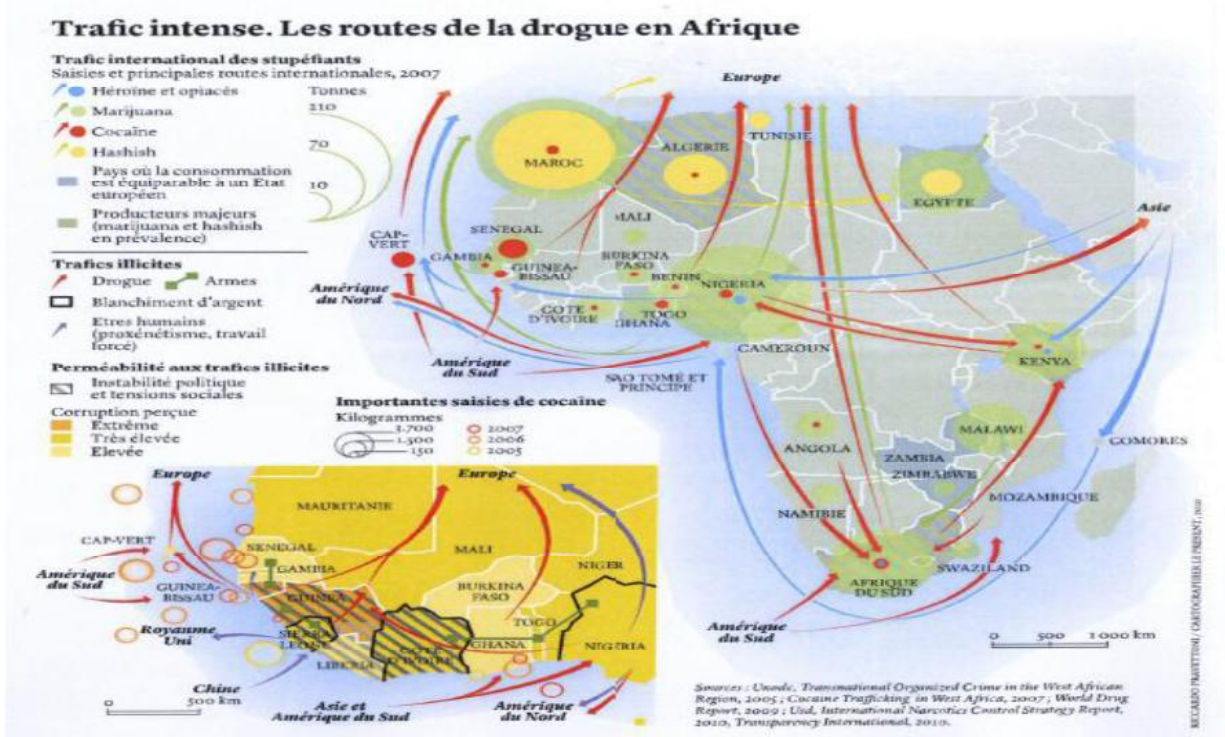 Trafic intense. Les routes de la drogue en Afrique
Trafic international des stupéfiants
Saisies et principales routes internationales, 2007
Héroïne et opiacés
Marijuana
Cocaïne
Hashish
Pays où la consommation
est équiparable à un Etat
européen
Producteurs majeurs
(marijuana et hashish
en prévalence)
Tonnes
210
70
10
Trafics illicites
Drogue
Armes
Blanchiment d'argent
Etres humains
(proxénétisme, travail
forcé)
Perméabilité aux trafics illicites
Instabilité politique
et tensions sociales
Corruption perçue
Extrême
Très élevée
Elevée
Importantes saisies de cocaïne
Kilogrammes
1.700
1.500
150
2007
2006
2005
Europe
TUNISIE
MAROC
ALGERIE
EGYPTE
Asie
MALI
CAP-
VERT
SENEGAL
GAMBIA
GUINEA-
BISSAU
BURKINA
FASO
BENIN
NIGERIA
Amérique
du Nord
COTE
D'IVOIRE
TOGO
GHANA
CAMEROUN
KENYA
Amérique
du Sud
SAO TOMÉ ET
PRINCIPE
ANGOLA
MALAWI
COMORES
ZAMBIA
ZIMBABWE
MOZAMBIQUE
NAMIBIE
AFRIQUE
DU SUD
SWAZILAND
Amérique
du Sud
0 500 1 000 km
Europe
Europe
MAURITANIE
CAP-VERT
SENEGAL
MALI
NIGER
GAMBIA
Amérique
du Sud
GUINEA-
BISSAU
GUINEA
BURKINA
FASO
Royaume
Uni
SIERRA
LEONE
TOGO
LIBERIA
COTE
D'IVOIRE
GHANA
NIGERIA
Chine
0 500 km
Asie et
Amérique du Sud
Amérique
du Nord
Sources : Unodc, Transnational Organized Crime in the West African
Region, 2005 ; Cocaine Trafficking in West Africa, 2007 ; World Drug
Report, 2009 ; Usd, International Narcotics Control Strategy Report,
2010, Transparency International, 2010.
RICCARDO PRAVETTONI / CARTOGRAPHIER LE PRESENT, 2010